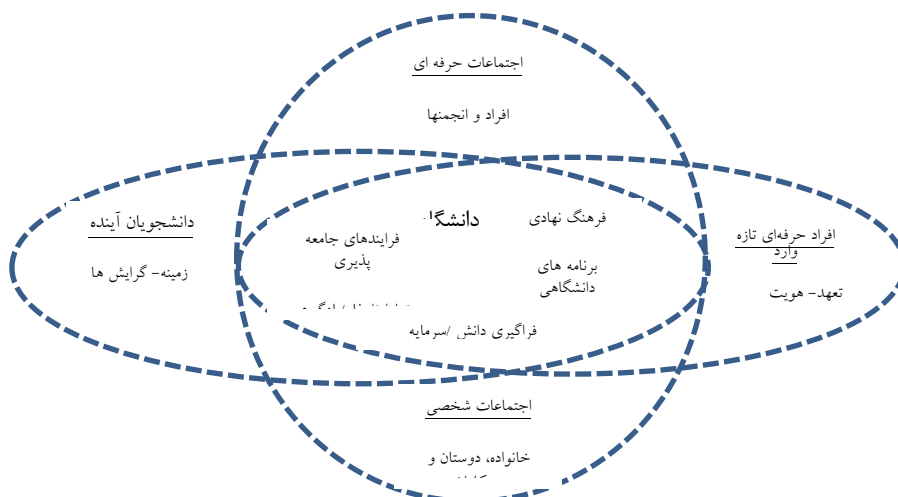 اجتماعات حرفه ای
افراد و انجمنها
دانشجویان آینده
زمینه- گرایش ها
فرهنگ نهادی
برنامه های
دانشگاهی
فرایندهای جامعه
پذیری
فراگیری دانش /سرمایه
افراد حرفه‌ای تازه
وارد
تعهد- هویت
اجتماعات شخصی
خانواده، دوستان و